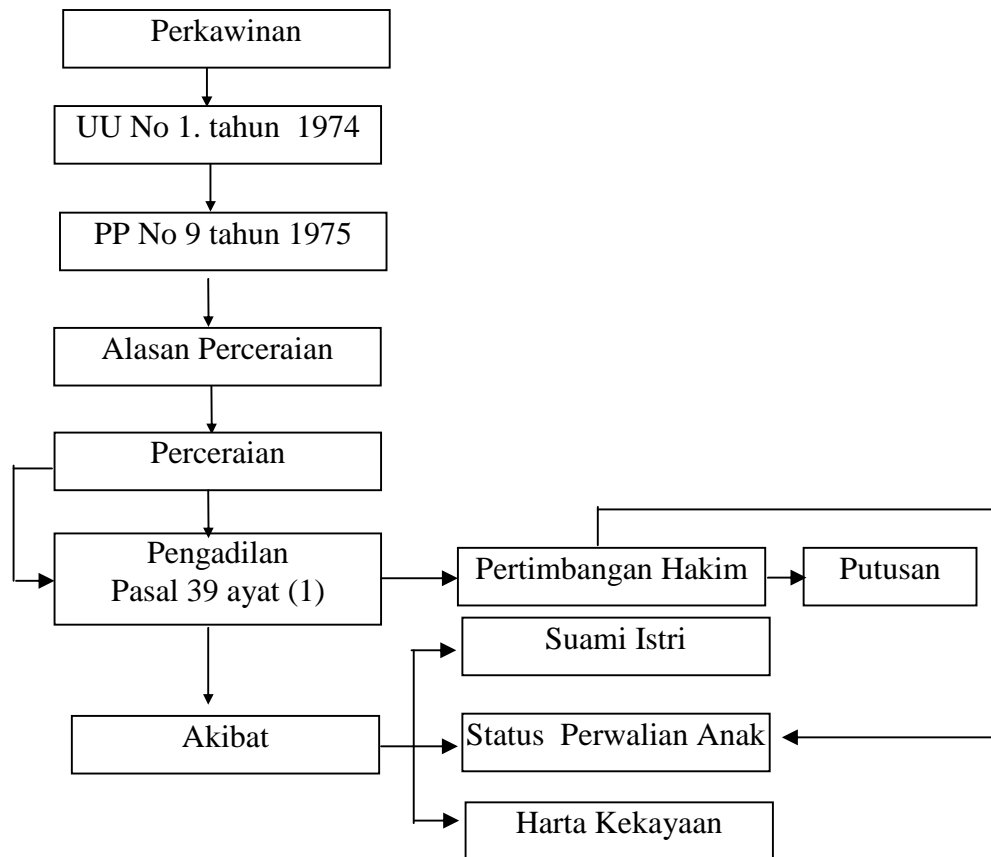 Perkawinan
UU No 1. tahun  1974
PP No 9 tahun 1975
Alasan Perceraian
Perceraian
Pengadilan
Pasal 39 ayat (1)
Pertimbangan Hakim
Putusan
Suami Istri
Akibat
Status  Perwalian Anak
Harta Kekayaan